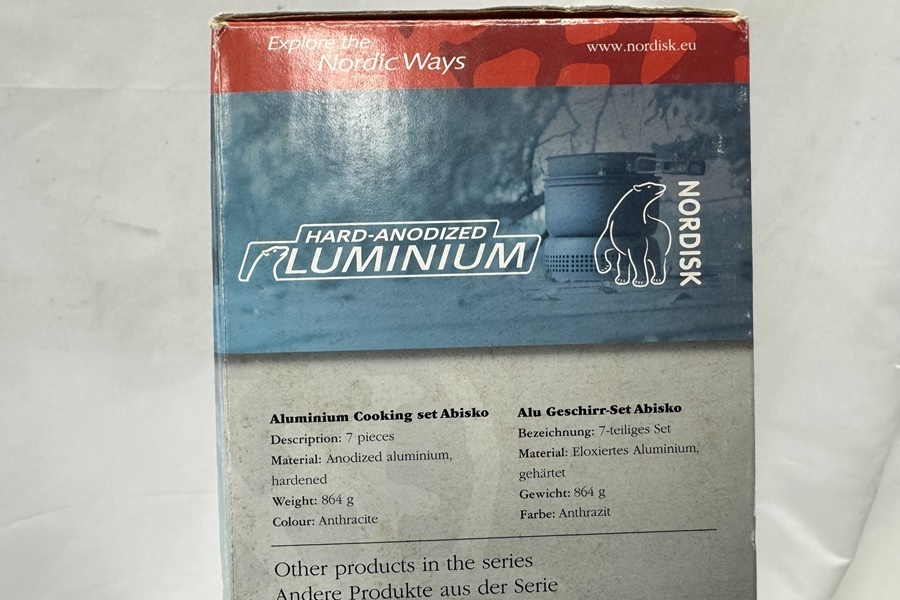 Explore the
Nordic Ways
www.nordisk.eu
HARD-ANODIZED
ALUMINIUM
NORDISK
Aluminium Cooking set Abisko
Description: 7 pieces
Material: Anodized aluminium,
hardened
Weight: 864 g
Colour: Anthracite
Alu Geschirr-Set Abisko
Bezeichnung: 7-teiliges Set
Material: Eloxiertes Aluminium,
gehärtet
Gewicht: 864 g
Farbe: Anthrazit
Other products in the series
Andere Produkte aus der Serie